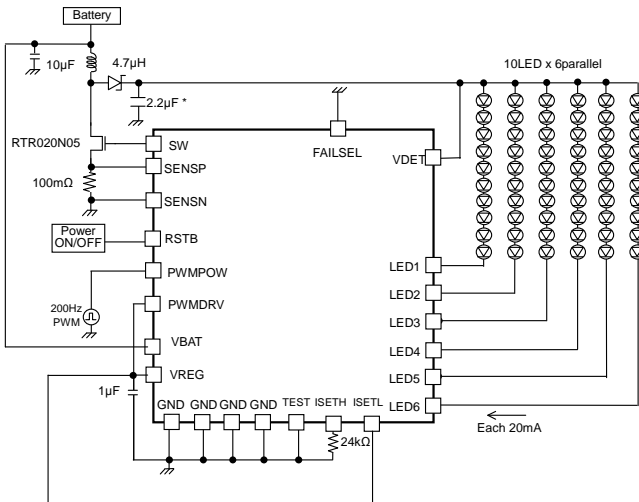 Battery
10μF
4.7μH
10LED x 6parallel
2.2μF *
RTR020N05
SW
FAILSEL
VDET
SENSP
100mΩ
SENSN
Power
ON/OFF
RSTB
LED1
PWMPOW
LED2
200Hz
PWM
PWMDRV
LED3
VBAT
LED4
VREG
LED5
1μF
GND
GND
GND
GND
TEST
ISETH
ISETL
LED6
24kΩ
Each 20mA